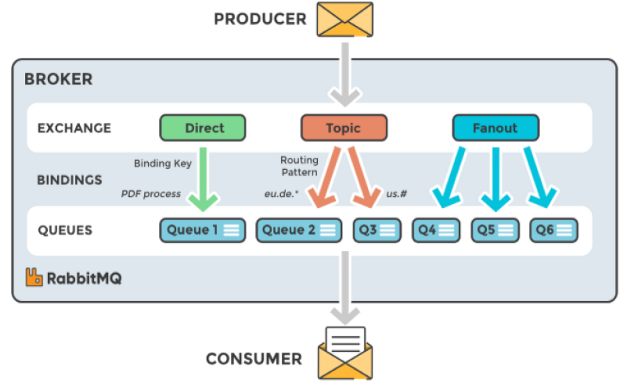 PRODUCER
BROKER
EXCHANGE
Direct
Topic
Fanout
Binding Key
Routing
Pattern
BINDINGS
PDF process
eu.de.*
us.#
QUEUES
Queue 1
Queue 2
Q3
Q4
Q5
Q6
RabbitMQ
CONSUMER